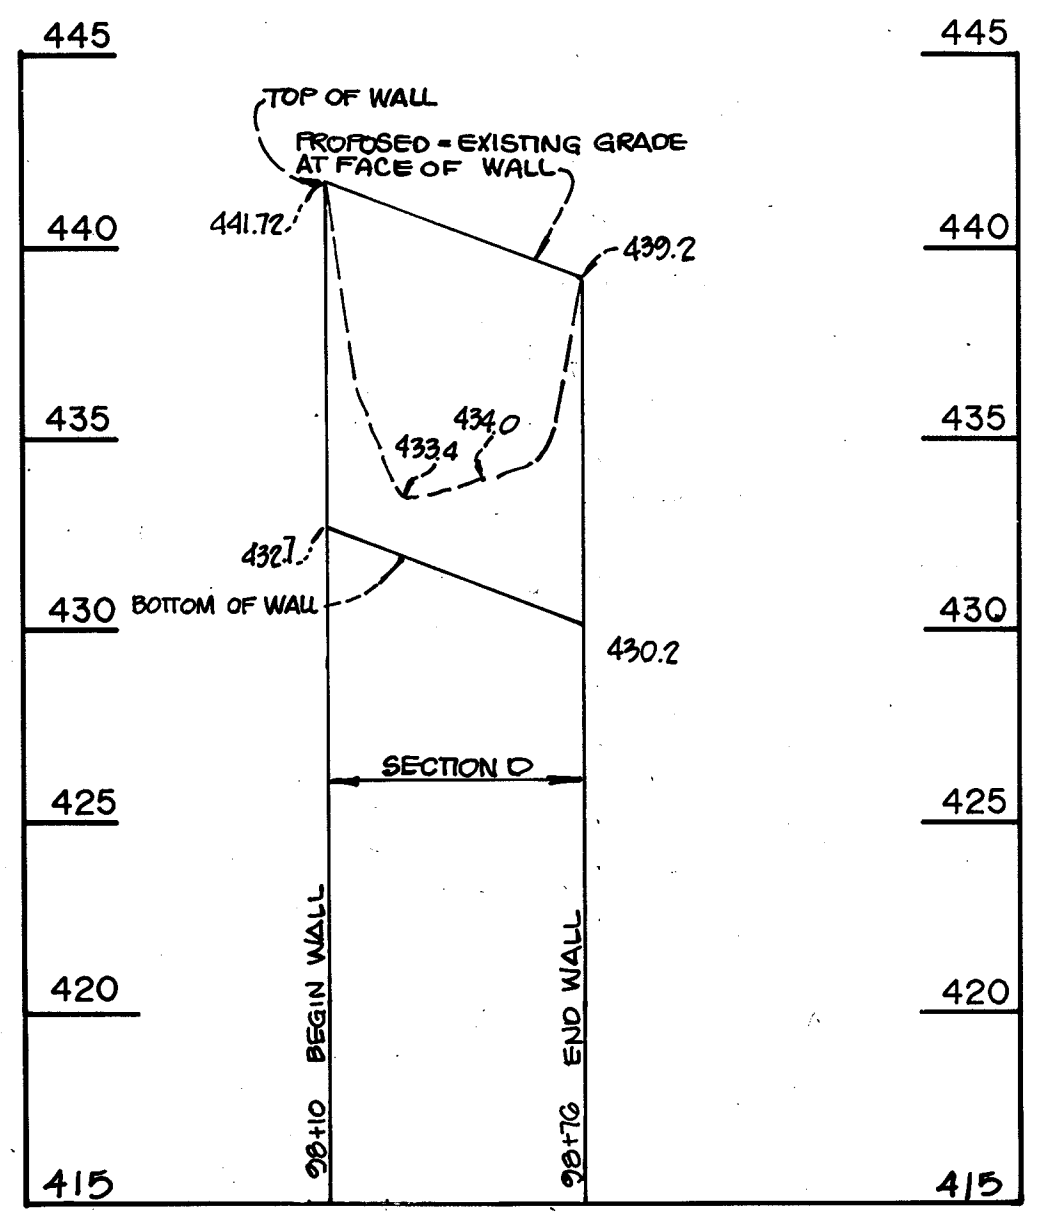 445
445
TOP OF WALL
PROPOSED = EXISTING GRADE
AT FACE OF WALL
441.72
440
440
439.2
435
435
434.0
433.4
432.7
BOTTOM OF WALL
430
430
430.2
SECTION D
425
425
420
420
98+10 BEGIN WALL
98+76 END WALL
415
415